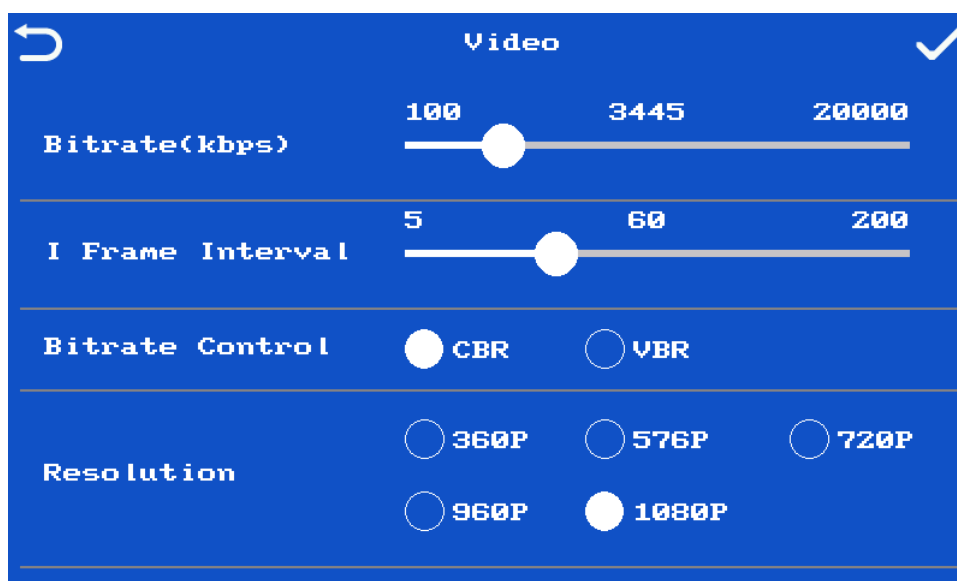 Video
100 3445 20000
Bitrate(kbps)
5 60 200
I Frame Interval
Bitrate Control CBR VBR
360P 576P 720P
Resolution
960P 1080P